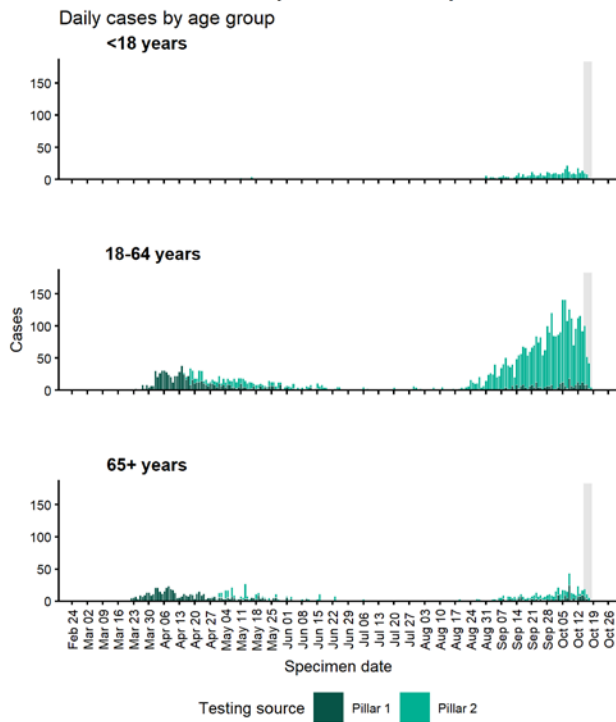 Daily cases by age group
<18 years
150
100
50
0
18-64 years
150
100
50
0
Cases
65+ years
150
100
50
0
Feb 24
Mar 02
Mar 09
Mar 16
Mar 23
Mar 30
Apr 06
Apr 13
Apr 20
Apr 27
May 04
May 11
May 18
May 25
Jun 01
Jun 08
Jun 15
Jun 22
Jun 29
Jul 06
Jul 13
Jul 20
Jul 27
Aug 03
Aug 10
Aug 17
Aug 24
Aug 31
Sep 07
Sep 14
Sep 21
Sep 28
Oct 05
Oct 12
Oct 19
Oct 26
Specimen date
Testing source Pillar 1 Pillar 2